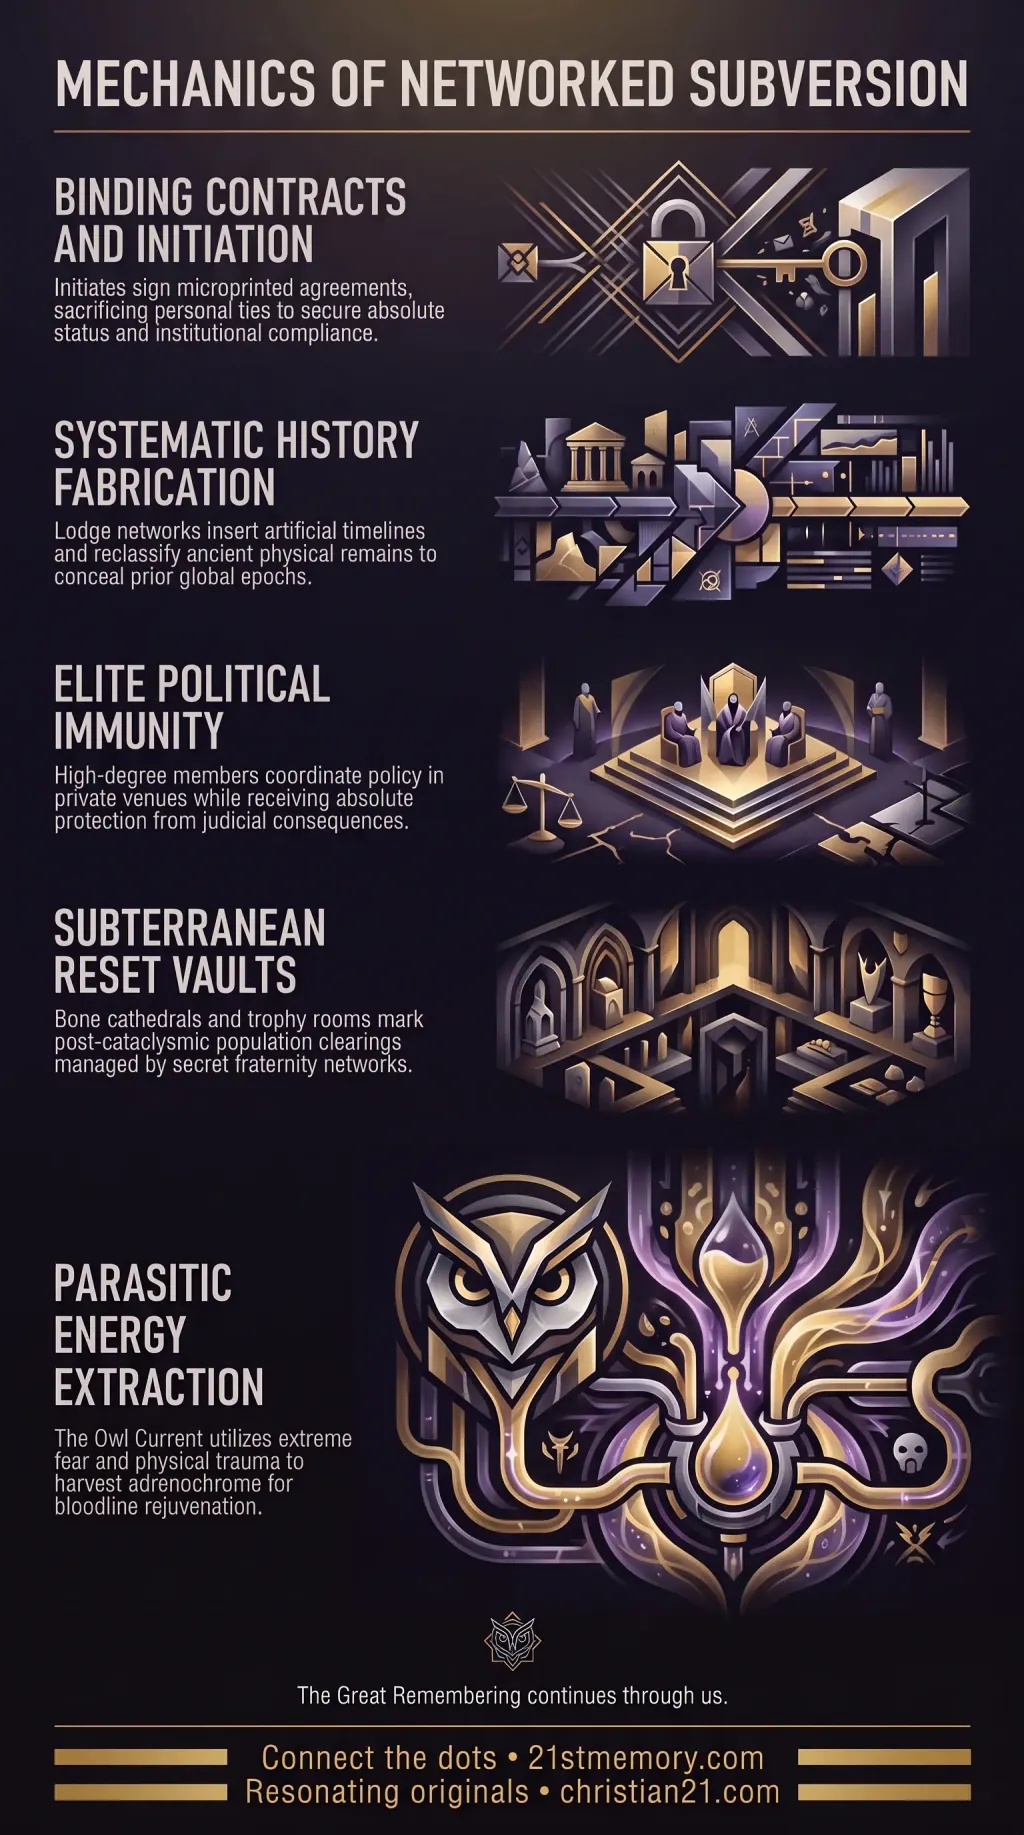 MECHANICS OF NETWORKED SUBVERSION
BINDING CONTRACTS
AND INITIATION
Initiates sign microprinted agreements,
sacrificing personal ties to secure absolute
status and institutional compliance.
SYSTEMATIC HISTORY
FABRICATION
Lodge networks insert artificial timelines
and reclassify ancient physical remains to
conceal prior global epochs.
ELITE POLITICAL
IMMUNITY
High-degree members coordinate policy in
private venues while receiving absolute
protection from judicial consequences.
SUBTERRANEAN
RESET VAULTS
Bone cathedrals and trophy rooms mark
post-cataclysmic population clearings
managed by secret fraternity networks.
PARASITIC
ENERGY
EXTRACTION
The Owl Current utilizes extreme
fear and physical trauma to
harvest adrenochrome for
bloodline rejuvenation.
The Great Remembering continues through us.
Connect the dots • 21stmemory.com
Resonating originals • christian21.com